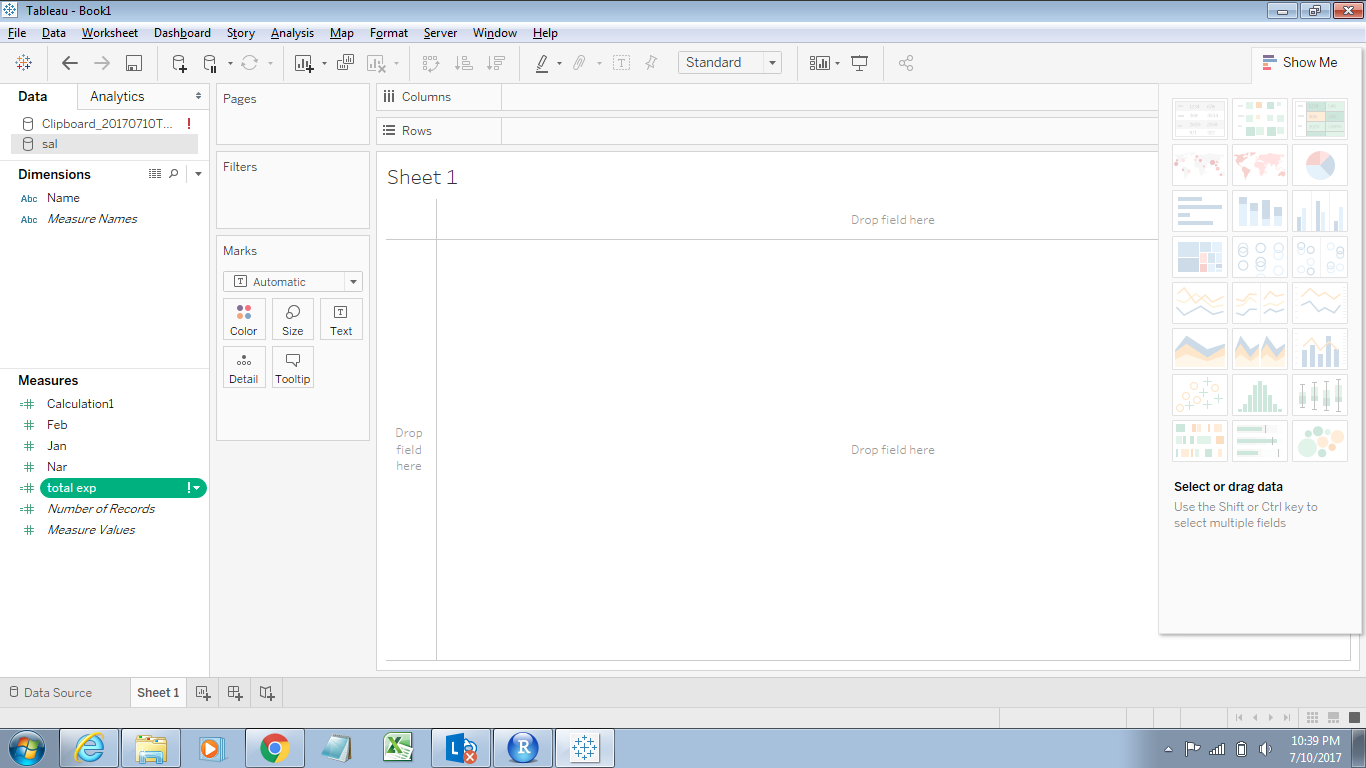 Tableau - Book1
File Data Worksheet Dashboard Story Analysis Map Format Server Window Help
Standard
Show Me
Data Analytics
Clipboard_20170710T... !
sal
Dimensions
Abc Name
Abc Measure Names
Measures
Calculation1
Feb
Jan
Nar
total exp !
Number of Records
Measure Values
Pages
Filters
Marks
Automatic
Color Size Text
Detail Tooltip
Columns
Rows
Sheet 1
Drop field here
Drop
field
here
Drop field here
Select or drag data
Use the Shift or Ctrl key to
select multiple fields
Data Source Sheet 1
10:39 PM
7/10/2017